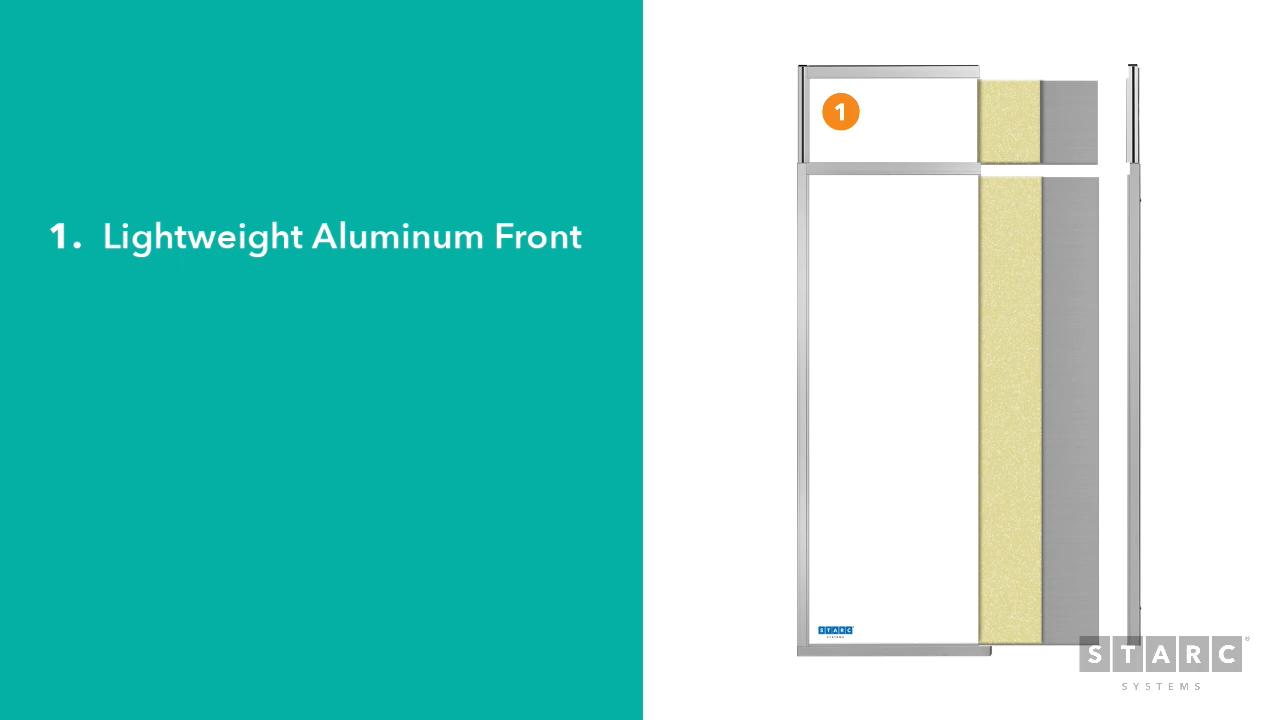 1. Lightweight Aluminum Front
1
STARC
SYSTEMS
STARC®
SYSTEMS